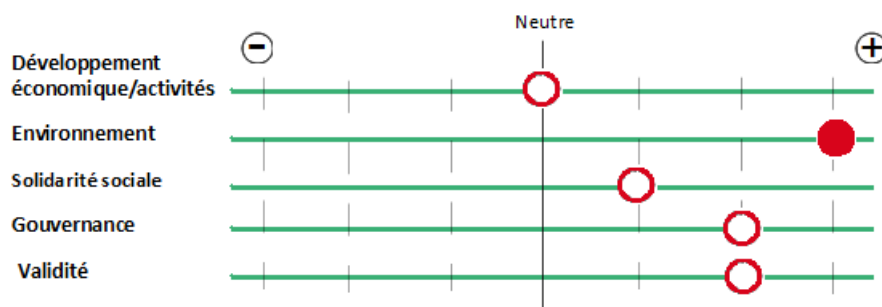 Neutre
− +
Développement
économique/activités
Environnement
Solidarité sociale
Gouvernance
Validité